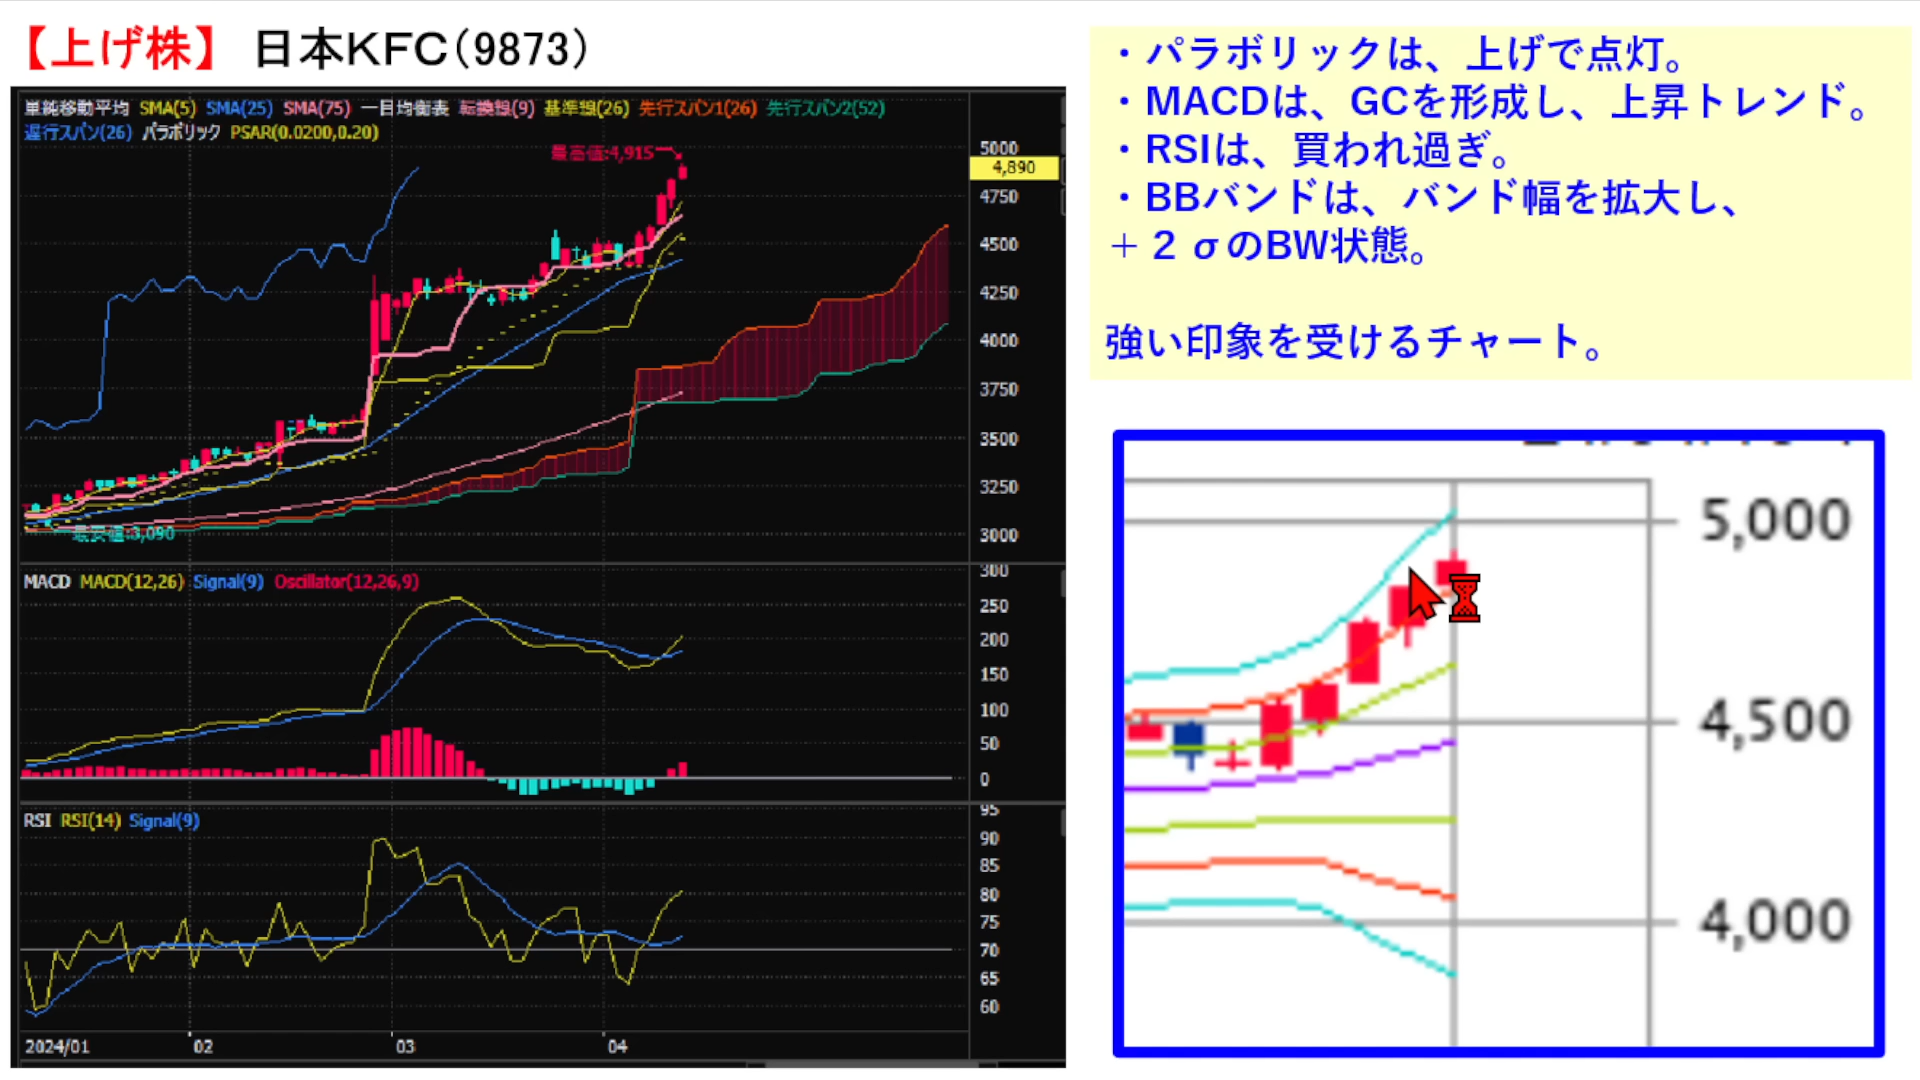 【上げ株】 日本KFC（9873）
単純移動平均 SMA(5) SMA(25) SMA(75) 一目均衡表 転換線(9) 基準線(26) 先行スパン1(26) 先行スパン2(52)
遅行スパン(26) パラボリック PSAR(0.0200,0.20)
最高値:4,915
5000
4,890
4750
4500
4250
4000
3750
3500
3250
3000
最安値:3,090
MACD MACD(12,26) Signal(9) Oscillator(12,26,9)
300
250
200
150
100
50
0
RSI RSI(14) Signal(9)
95
90
85
80
75
70
65
60
2024/01 02 03 04
・パラボリックは、上げで点灯。
・MACDは、GCを形成し、上昇トレンド。
・RSIは、買われ過ぎ。
・BBバンドは、バンド幅を拡大し、
＋２σのBW状態。
強い印象を受けるチャート。
5,000
4,500
4,000